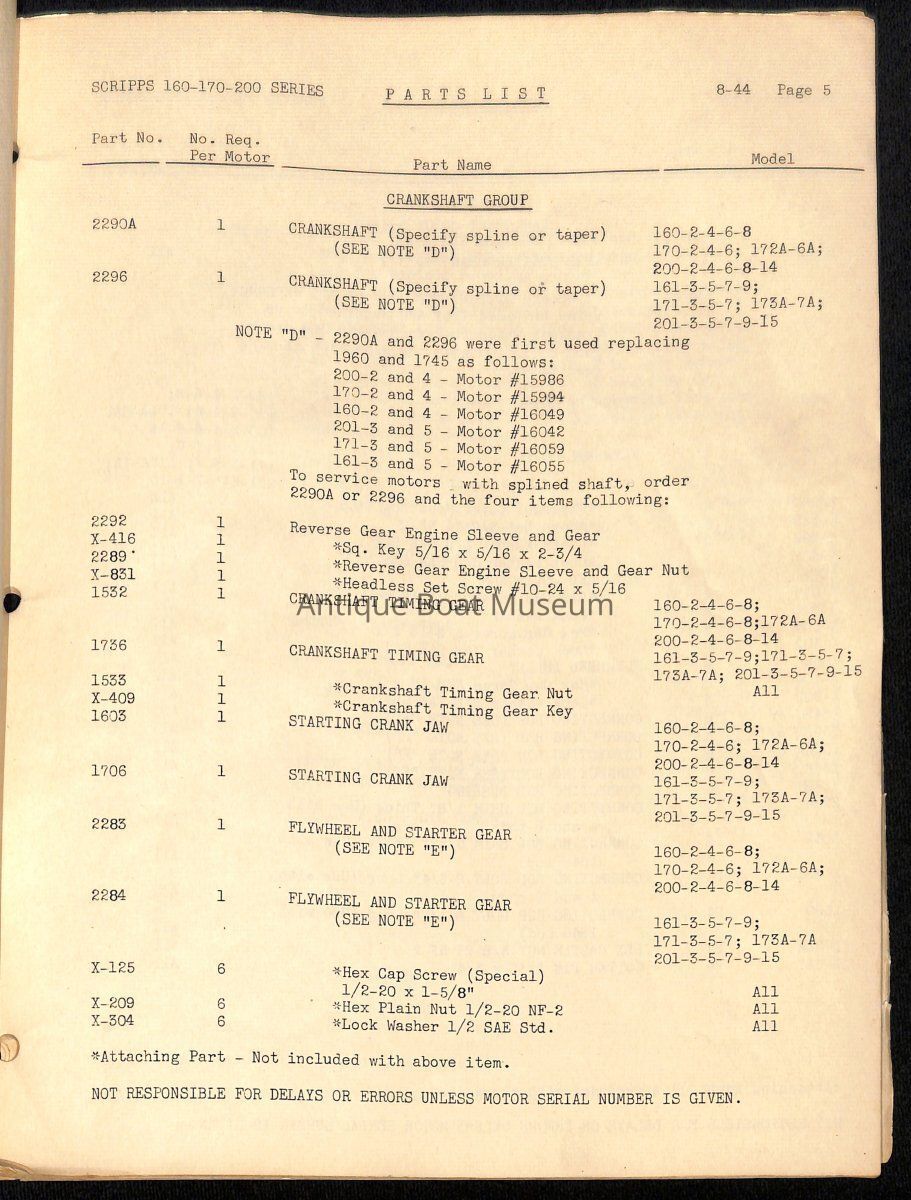 SCRIPPS 160-170-200 SERIES PARTS LIST 8-44 Page 5
Part No. No. Req. Per Motor Part Name Model
CRANKSHAFT GROUP
2290A 1 CRANKSHAFT (Specify spline or taper) 160-2-4-6-8
(SEE NOTE "D") 170-2-4-6; 172A-6A;
200-2-4-6-8-14
2296 1 CRANKSHAFT (Specify spline or taper) 161-3-5-7-9;
(SEE NOTE "D") 171-3-5-7; 173A-7A;
201-3-5-7-9-15
NOTE "D" - 2290A and 2296 were first used replacing
1960 and 1745 as follows:
200-2 and 4 - Motor #15986
170-2 and 4 - Motor #15994
160-2 and 4 - Motor #16049
201-3 and 5 - Motor #16042
171-3 and 5 - Motor #16059
161-3 and 5 - Motor #16055
To service motors with splined shaft, order
2290A or 2296 and the four items following:
2292 1 Reverse Gear Engine Sleeve and Gear
X-416 1 *Sq. Key 5/16 x 5/16 x 2-3/4
2289 1 *Reverse Gear Engine Sleeve and Gear Nut
X-831 1 *Headless Set Screw #10-24 x 5/16
1532 1 CRANKSHAFT TIMING GEAR 160-2-4-6-8;
Antique Boat Museum
170-2-4-6-8;172A-6A
200-2-4-6-8-14
1736 1 CRANKSHAFT TIMING GEAR 161-3-5-7-9;171-3-5-7;
173A-7A; 201-3-5-7-9-15
1533 1 *Crankshaft Timing Gear Nut All
X-409 1 *Crankshaft Timing Gear Key
1603 1 STARTING CRANK JAW 160-2-4-6-8;
170-2-4-6; 172A-6A;
200-2-4-6-8-14
1706 1 STARTING CRANK JAW 161-3-5-7-9;
171-3-5-7; 173A-7A;
201-3-5-7-9-15
2283 1 FLYWHEEL AND STARTER GEAR
(SEE NOTE "E") 160-2-4-6-8;
170-2-4-6; 172A-6A;
200-2-4-6-8-14
2284 1 FLYWHEEL AND STARTER GEAR
(SEE NOTE "E") 161-3-5-7-9;
171-3-5-7; 173A-7A
201-3-5-7-9-15
X-125 6 *Hex Cap Screw (Special)
1/2-20 x 1-5/8" All
X-209 6 *Hex Plain Nut 1/2-20 NF-2 All
X-304 6 *Lock Washer 1/2 SAE Std. All
*Attaching Part - Not included with above item.
NOT RESPONSIBLE FOR DELAYS OR ERRORS UNLESS MOTOR SERIAL NUMBER IS GIVEN.